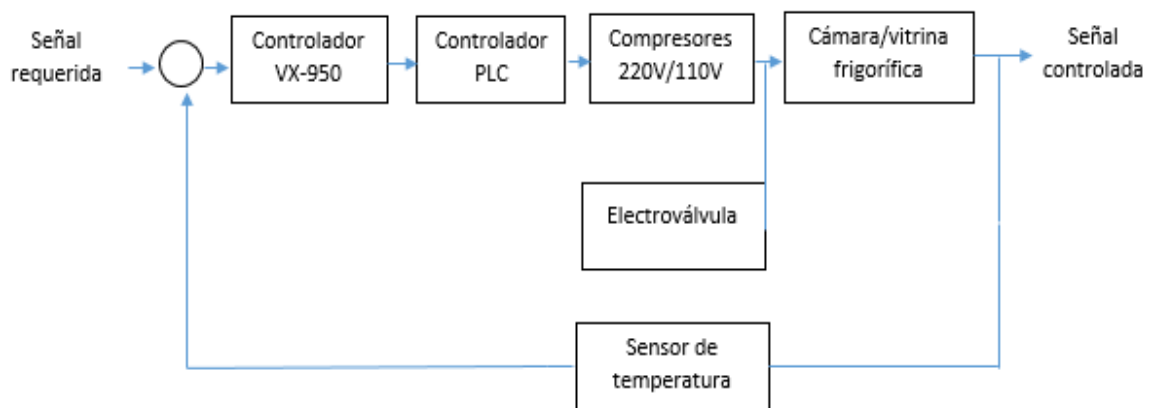 Señal
requerida
Controlador
VX-950
Controlador
PLC
Compresores
220V/110V
Cámara/vitrina
frigorífica
Señal
controlada
Electroválvula
Sensor de
temperatura